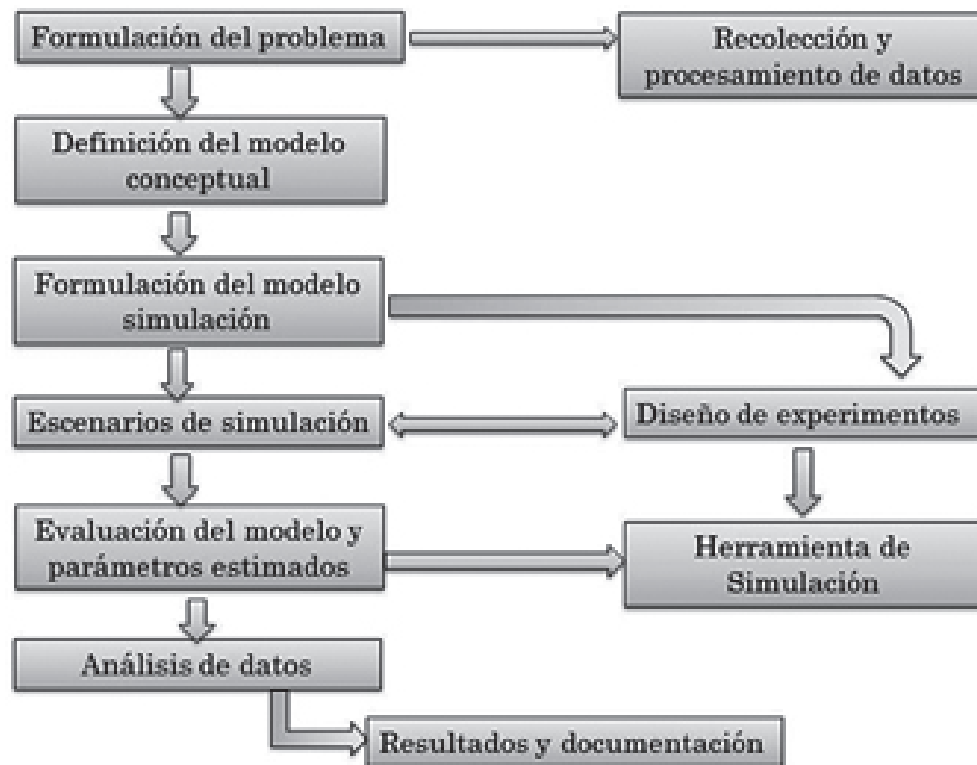 Formulación del problema
Recolección y
procesamiento de datos
Definición del modelo
conceptual
Formulación del modelo
simulación
Escenarios de simulación
Diseño de experimentos
Evaluación del modelo y
parámetros estimados
Herramienta de
Simulación
Análisis de datos
Resultados y documentación